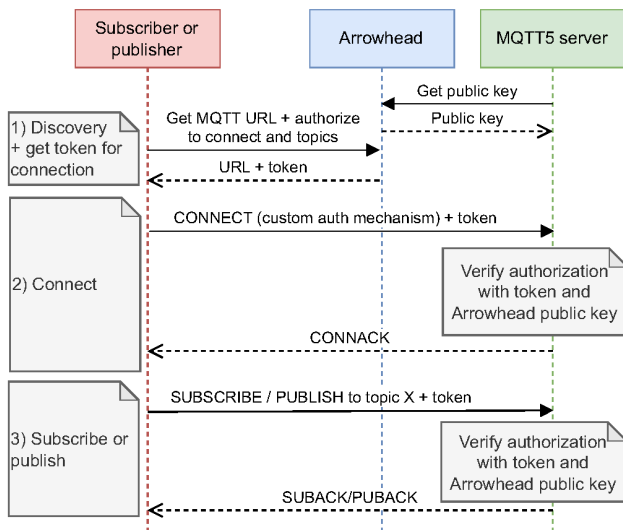 Subscriber or
publisher
Arrowhead
MQTT5 server
Get public key
Public key
1) Discovery
+ get token for
connection
Get MQTT URL + authorize
to connect and topics
URL + token
CONNECT (custom auth mechanism) + token
2) Connect
Verify authorization
with token and
Arrowhead public key
CONNACK
SUBSCRIBE / PUBLISH to topic X + token
3) Subscribe or
publish
Verify authorization
with token and
Arrowhead public key
SUBACK/PUBACK